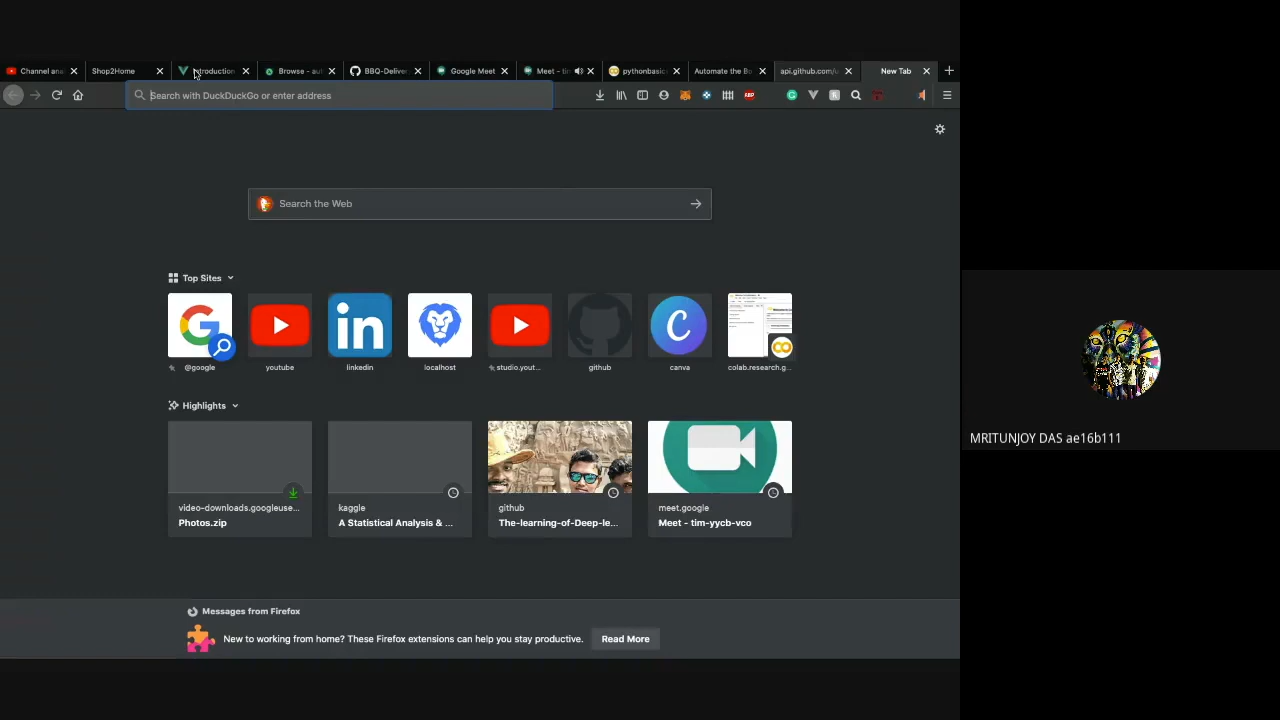 Channel ana
Shop2Home
Introduction
Browse - aut
BBQ-Deliver
Google Meet
Meet - tim
pythonbasic
Automate the Bo
api.github.com/u
New Tab
Search with DuckDuckGo or enter address
ABP
Search the Web
Top Sites
@google
youtube
linkedin
localhost
studio.yout...
github
canva
colab.research.g...
Highlights
video-downloads.googleuse...
Photos.zip
kaggle
A Statistical Analysis & ...
github
The-learning-of-Deep-le...
meet.google
Meet - tim-yycb-vco
MRITUNJOY DAS ae16b111
Messages from Firefox
New to working from home? These Firefox extensions can help you stay productive.
Read More